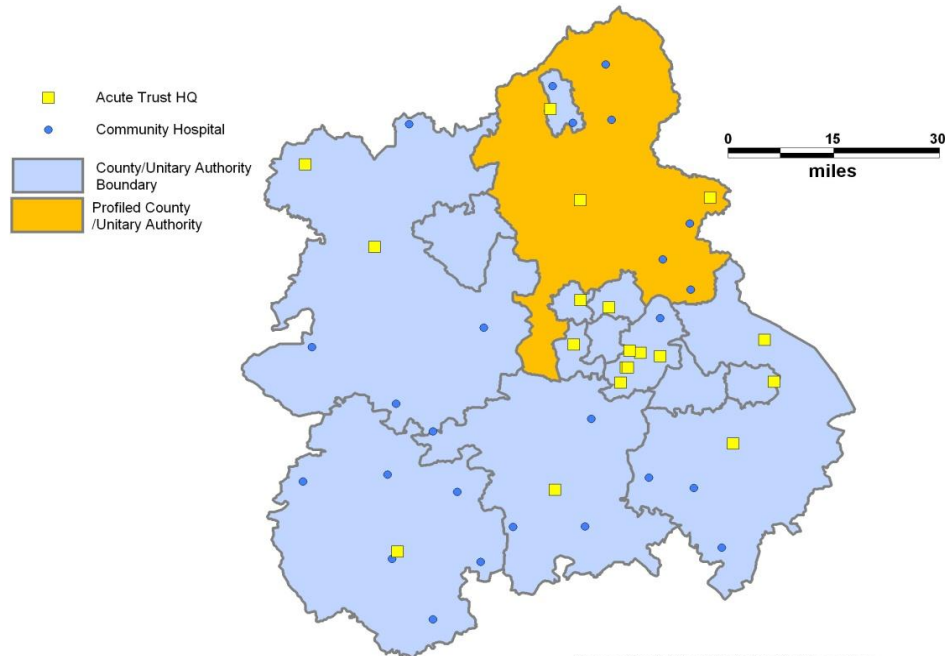 Acute Trust HQ
Community Hospital
County/Unitary Authority
Boundary
Profiled County
/Unitary Authority
0 15 30
miles